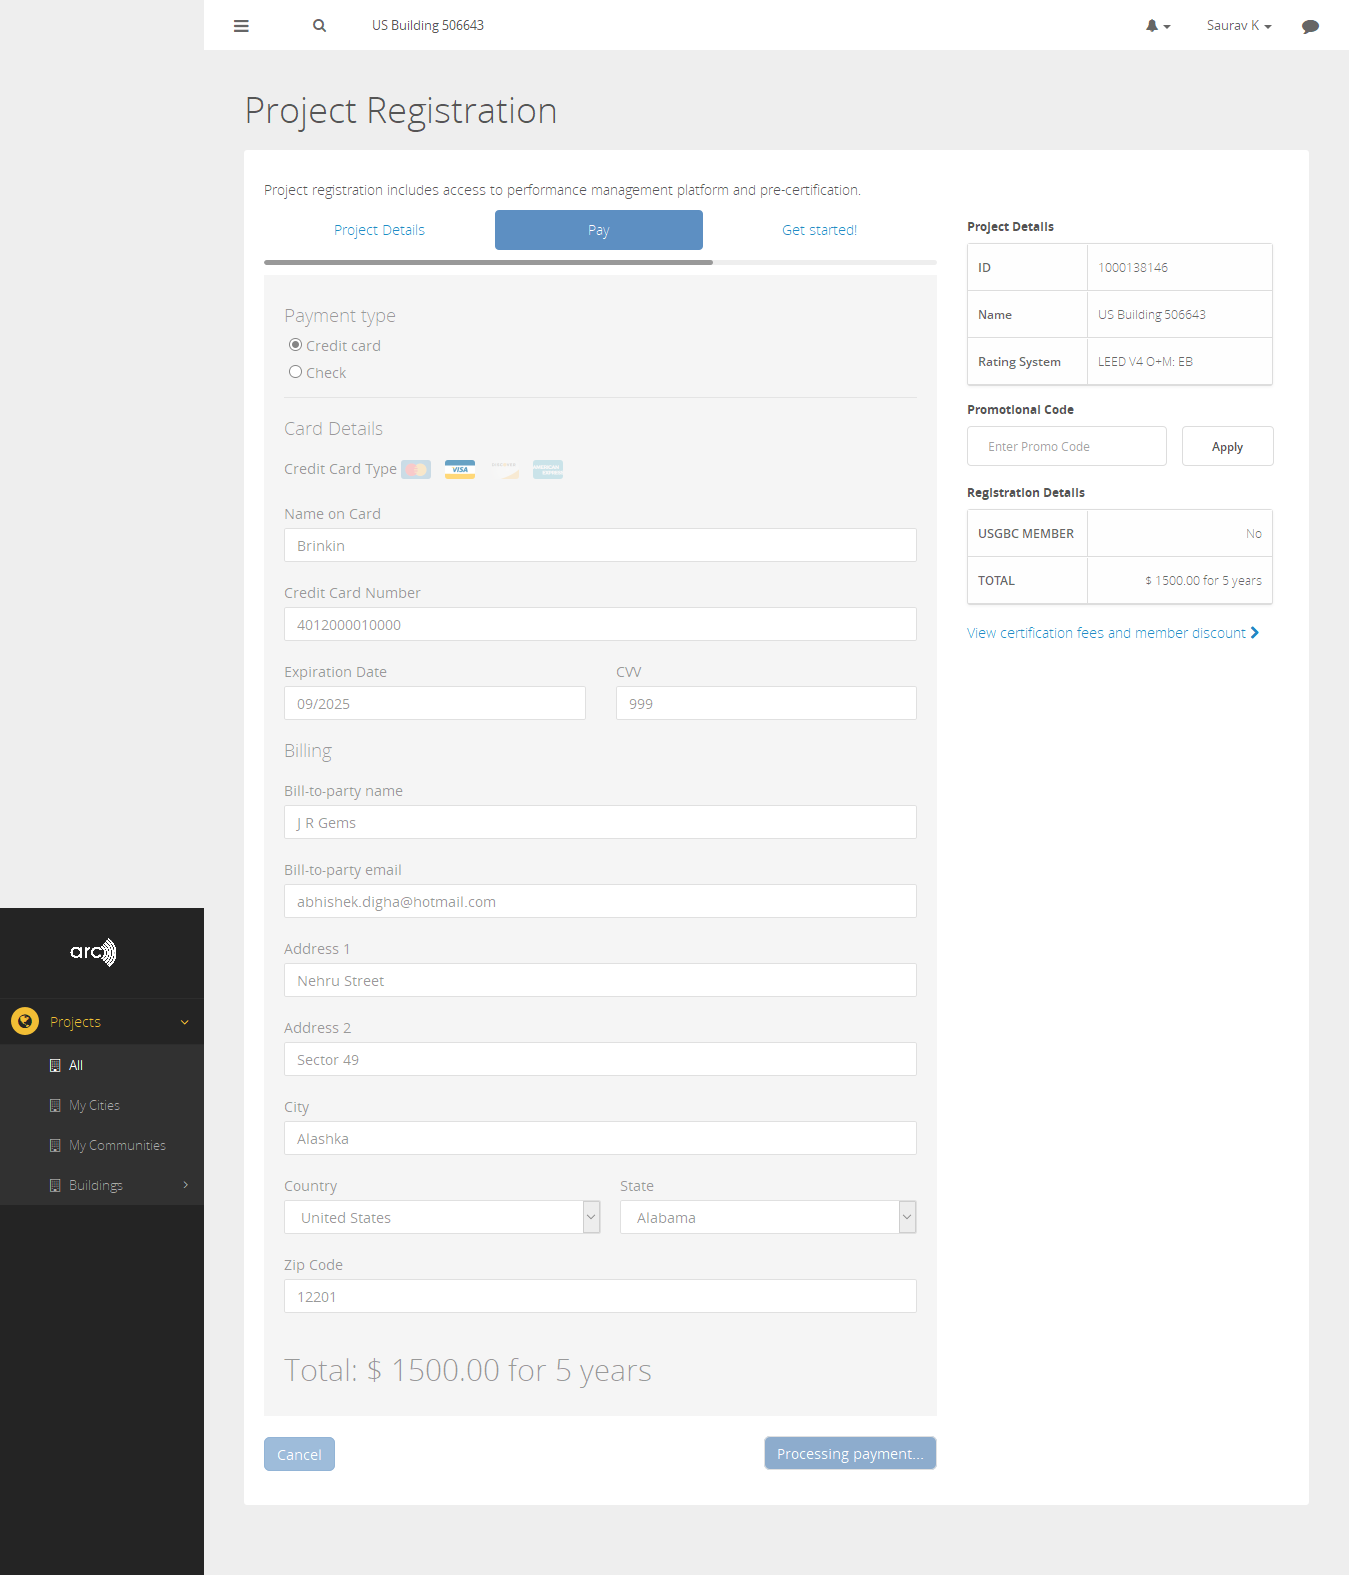 US Building 506643
Saurav K
Project Registration
Project registration includes access to performance management platform and pre-certification.
Project Details
Pay
Get started!
Payment type
Credit card
Check
Card Details
Credit Card Type
VISA
Name on Card
Brinkin
Credit Card Number
4012000010000
Expiration Date
CVV
09/2025
999
Billing
Bill-to-party name
J R Gems
Bill-to-party email
abhishek.digha@hotmail.com
Address 1
Nehru Street
Address 2
Sector 49
City
Alashka
Country
State
United States
Alabama
Zip Code
12201
Total: $ 1500.00 for 5 years
Cancel
Processing payment...
Project Details
ID
1000138146
Name
US Building 506643
Rating System
LEED V4 O+M: EB
Promotional Code
Enter Promo Code
Apply
Registration Details
USGBC MEMBER
No
TOTAL
$ 1500.00 for 5 years
View certification fees and member discount
arc
Projects
All
My Cities
My Communities
Buildings